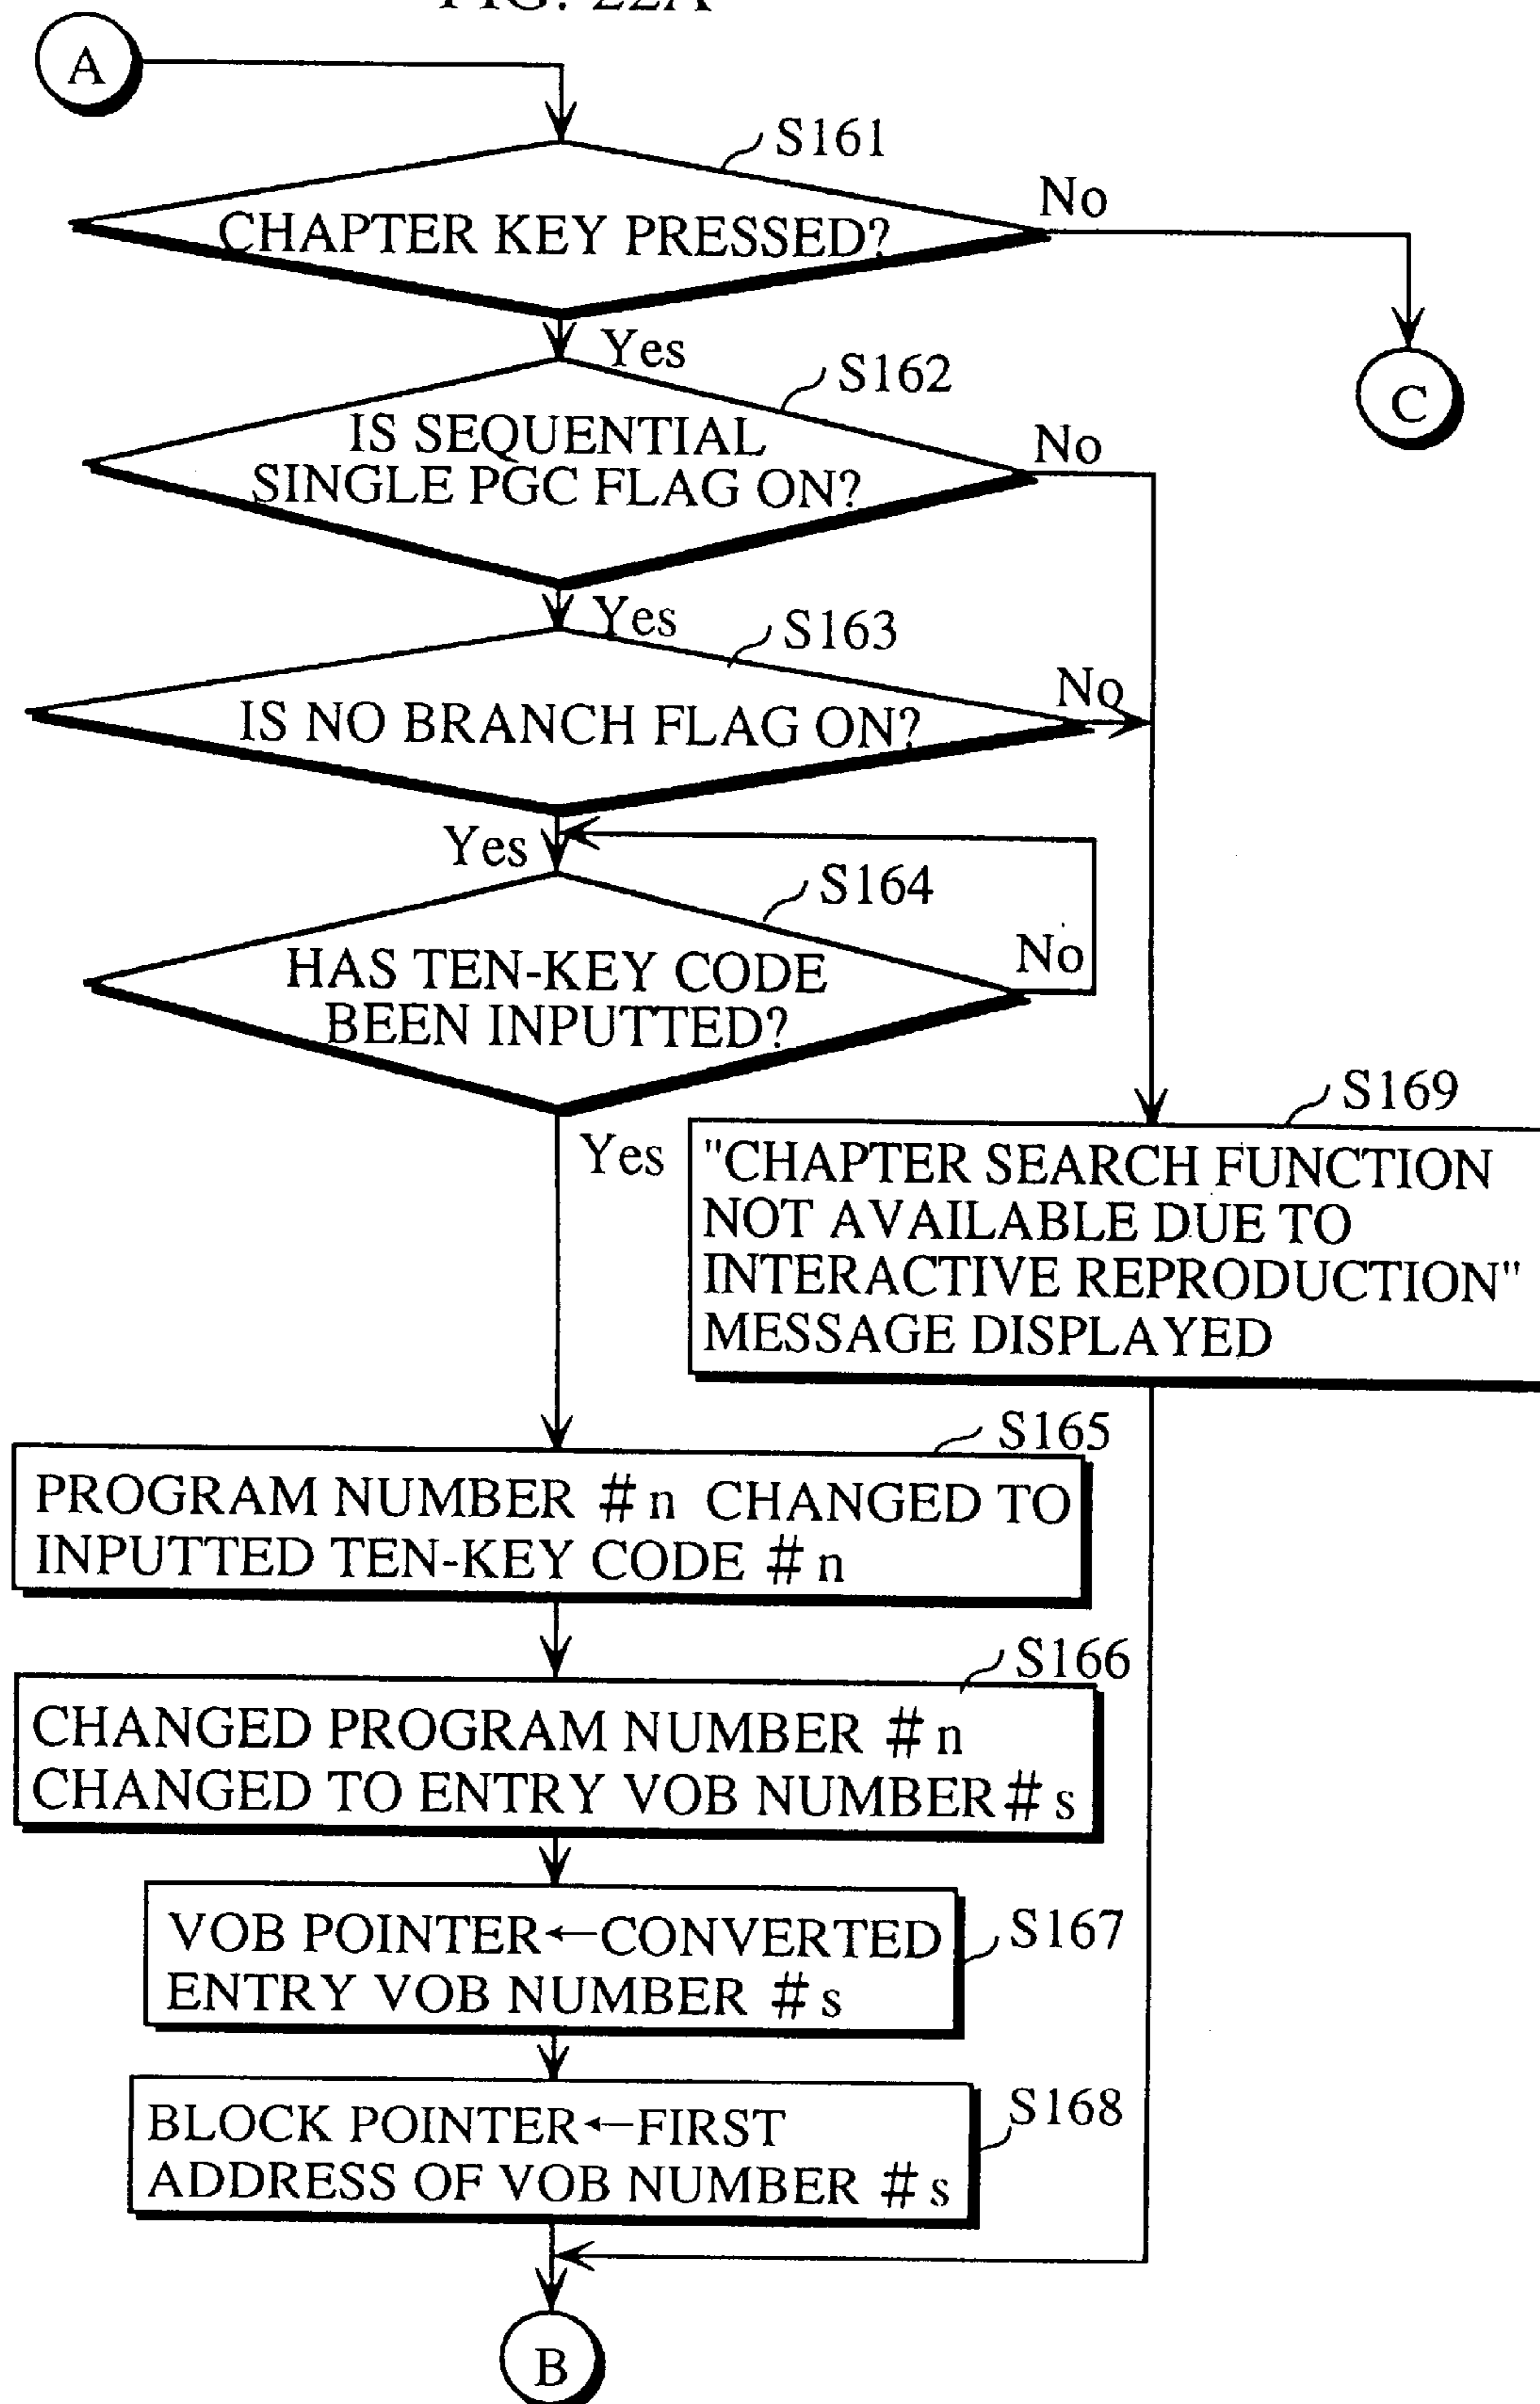 FIG. 22A
A
S161
CHAPTER KEY PRESSED?
No
C
Yes
S162
IS SEQUENTIAL
SINGLE PGC FLAG ON?
No
Yes
S163
IS NO BRANCH FLAG ON?
No
Yes
S164
HAS TEN-KEY CODE
BEEN INPUTTED?
No
Yes
S169
"CHAPTER SEARCH FUNCTION
NOT AVAILABLE DUE TO
INTERACTIVE REPRODUCTION"
MESSAGE DISPLAYED
S165
PROGRAM NUMBER #n CHANGED TO
INPUTTED TEN-KEY CODE #n
S166
CHANGED PROGRAM NUMBER #n
CHANGED TO ENTRY VOB NUMBER #s
S167
VOB POINTER←CONVERTED
ENTRY VOB NUMBER #s
S168
BLOCK POINTER←FIRST
ADDRESS OF VOB NUMBER #s
B